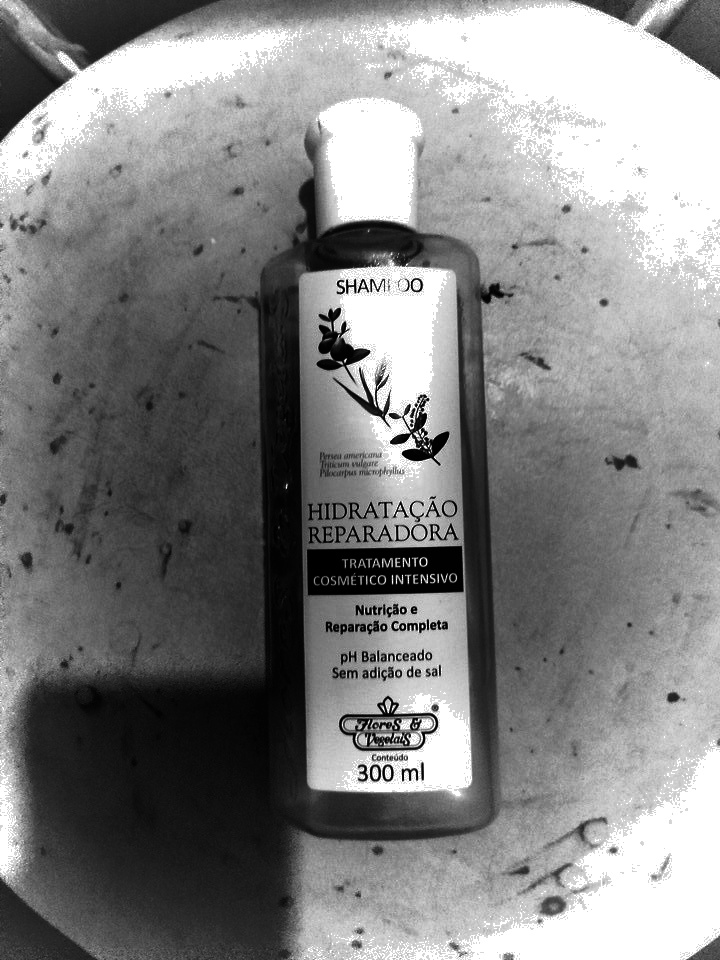 SHAMPOO
Persea americana
Triticum vulgare
Pilocarpus microphyllus
HIDRATAÇÃO
REPARADORA
TRATAMENTO
COSMÉTICO INTENSIVO
Nutrição e
Reparação Completa
pH Balanceado
Sem adição de sal
Flores &
Vegetais
®
Conteúdo
300 ml